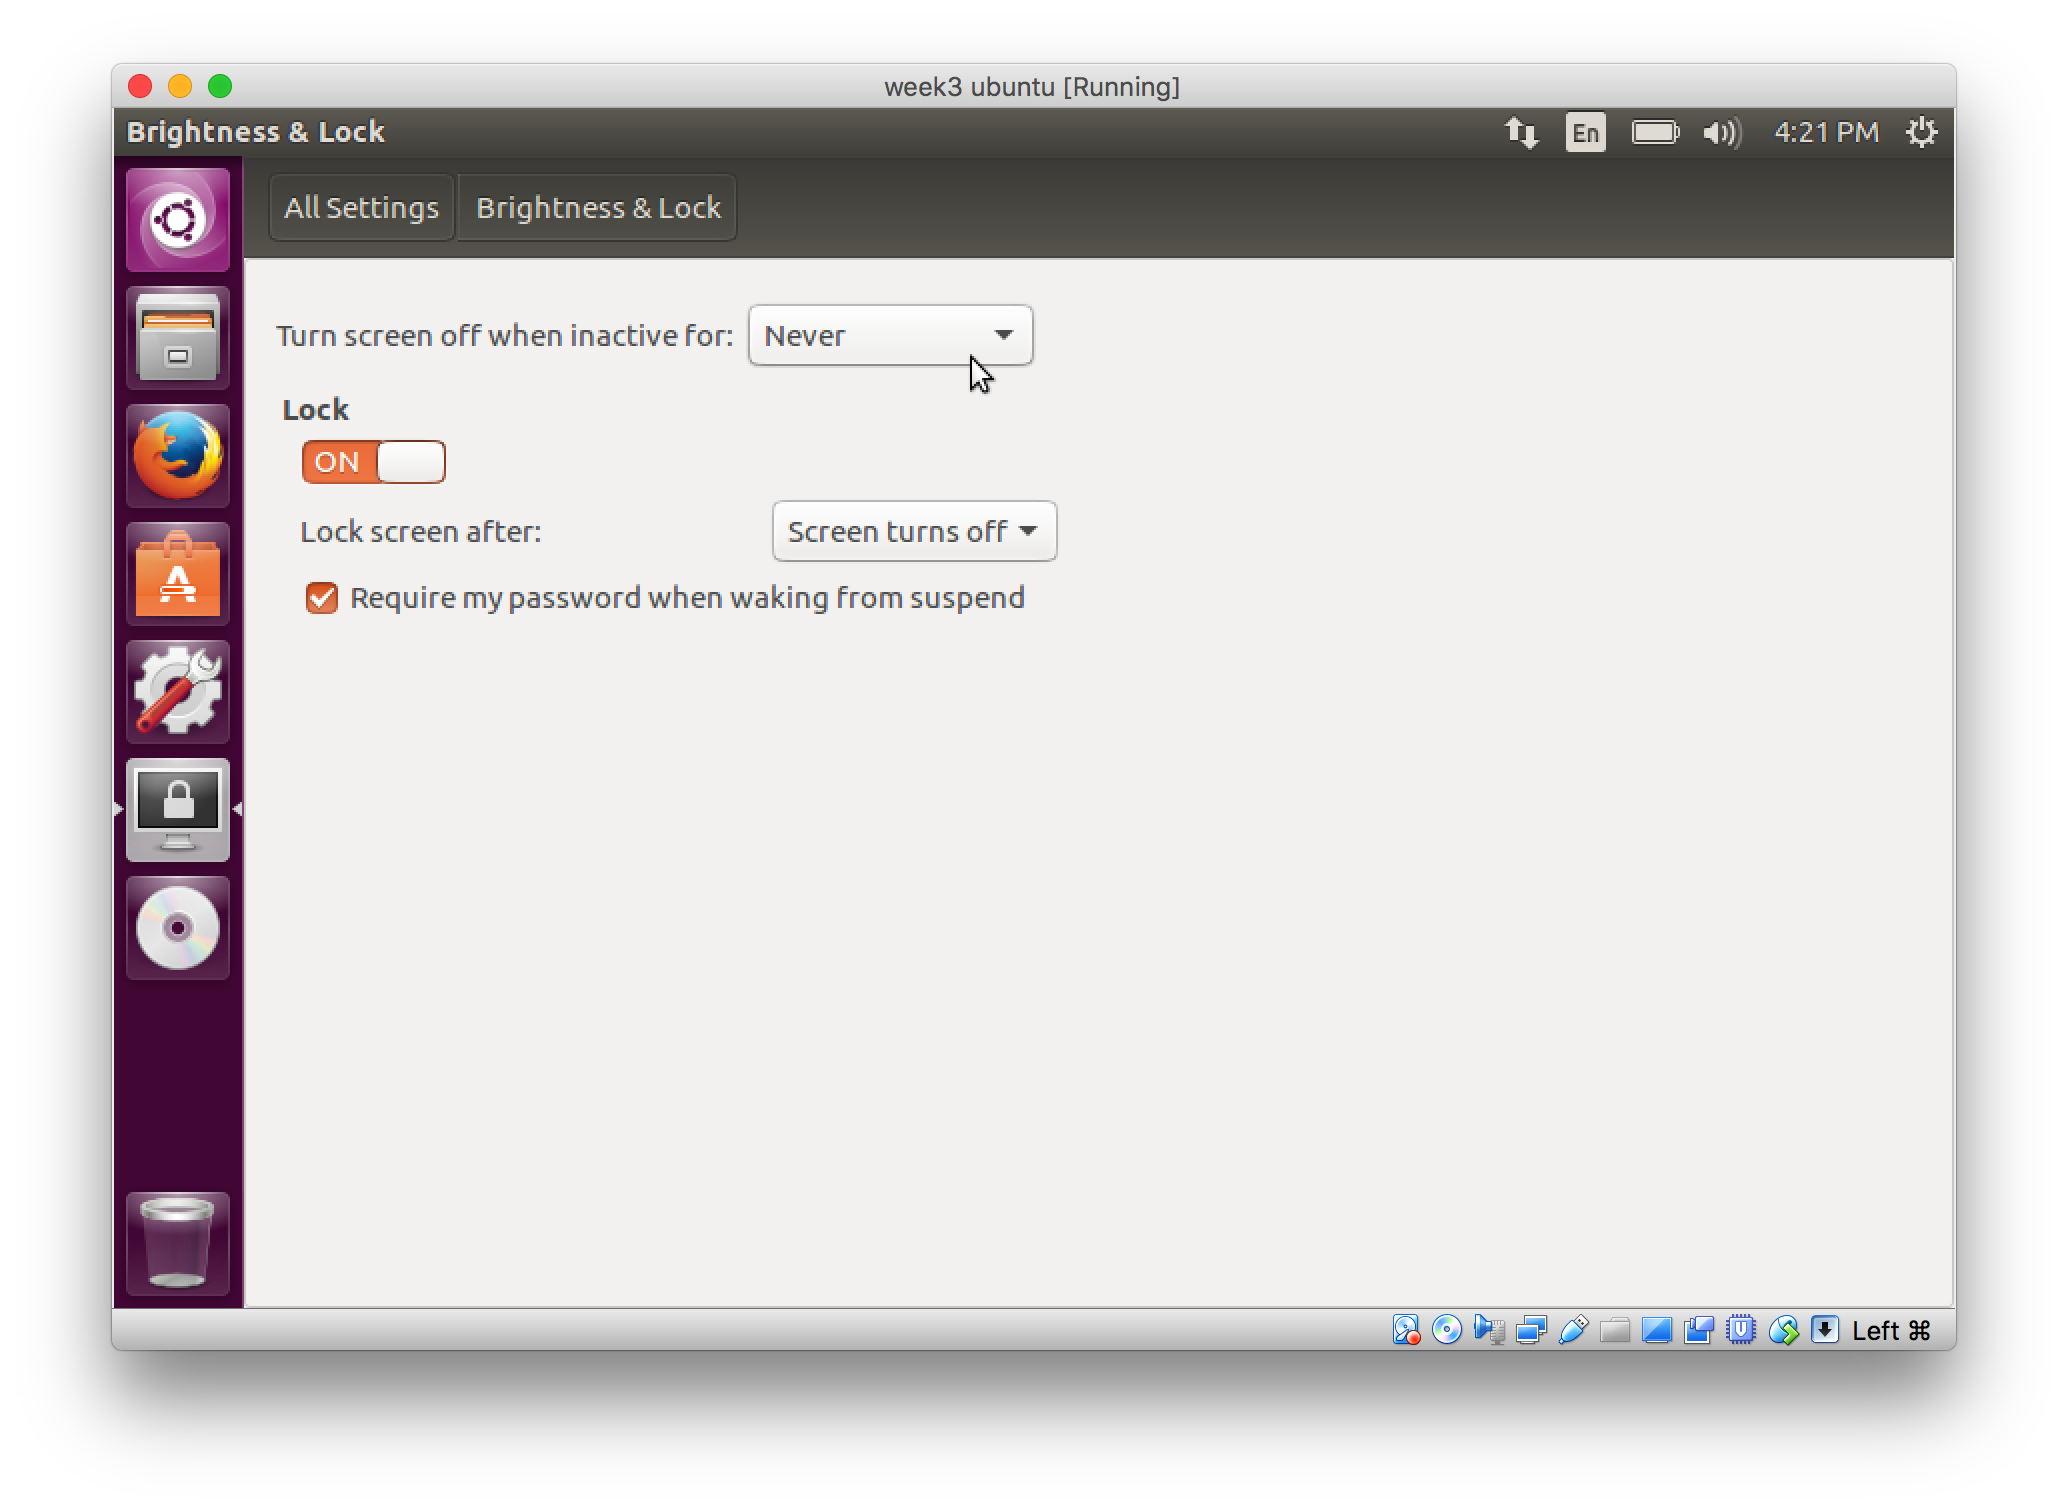 week3 ubuntu [Running]
Brightness & Lock
En
4:21 PM
All Settings
Brightness & Lock
Turn screen off when inactive for: Never
Lock
ON
Lock screen after: Screen turns off
Require my password when waking from suspend
Left ⌘